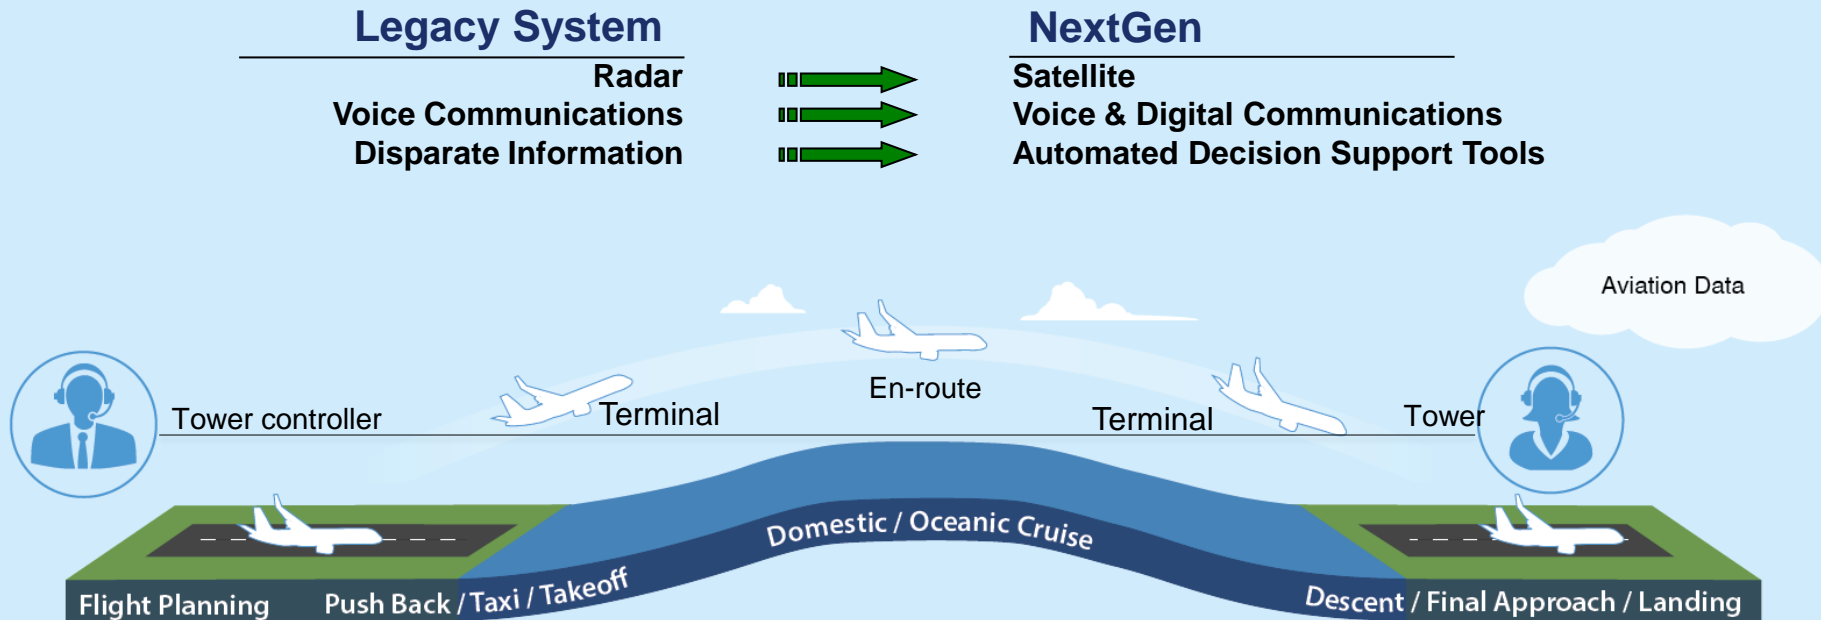 Legacy System
NextGen
Radar
Satellite
Voice Communications
Voice & Digital Communications
Disparate Information
Automated Decision Support Tools
Aviation Data
En-route
Tower controller
Terminal
Terminal
Tower
Domestic / Oceanic Cruise
Flight Planning
Push Back / Taxi / Takeoff
Descent / Final Approach / Landing